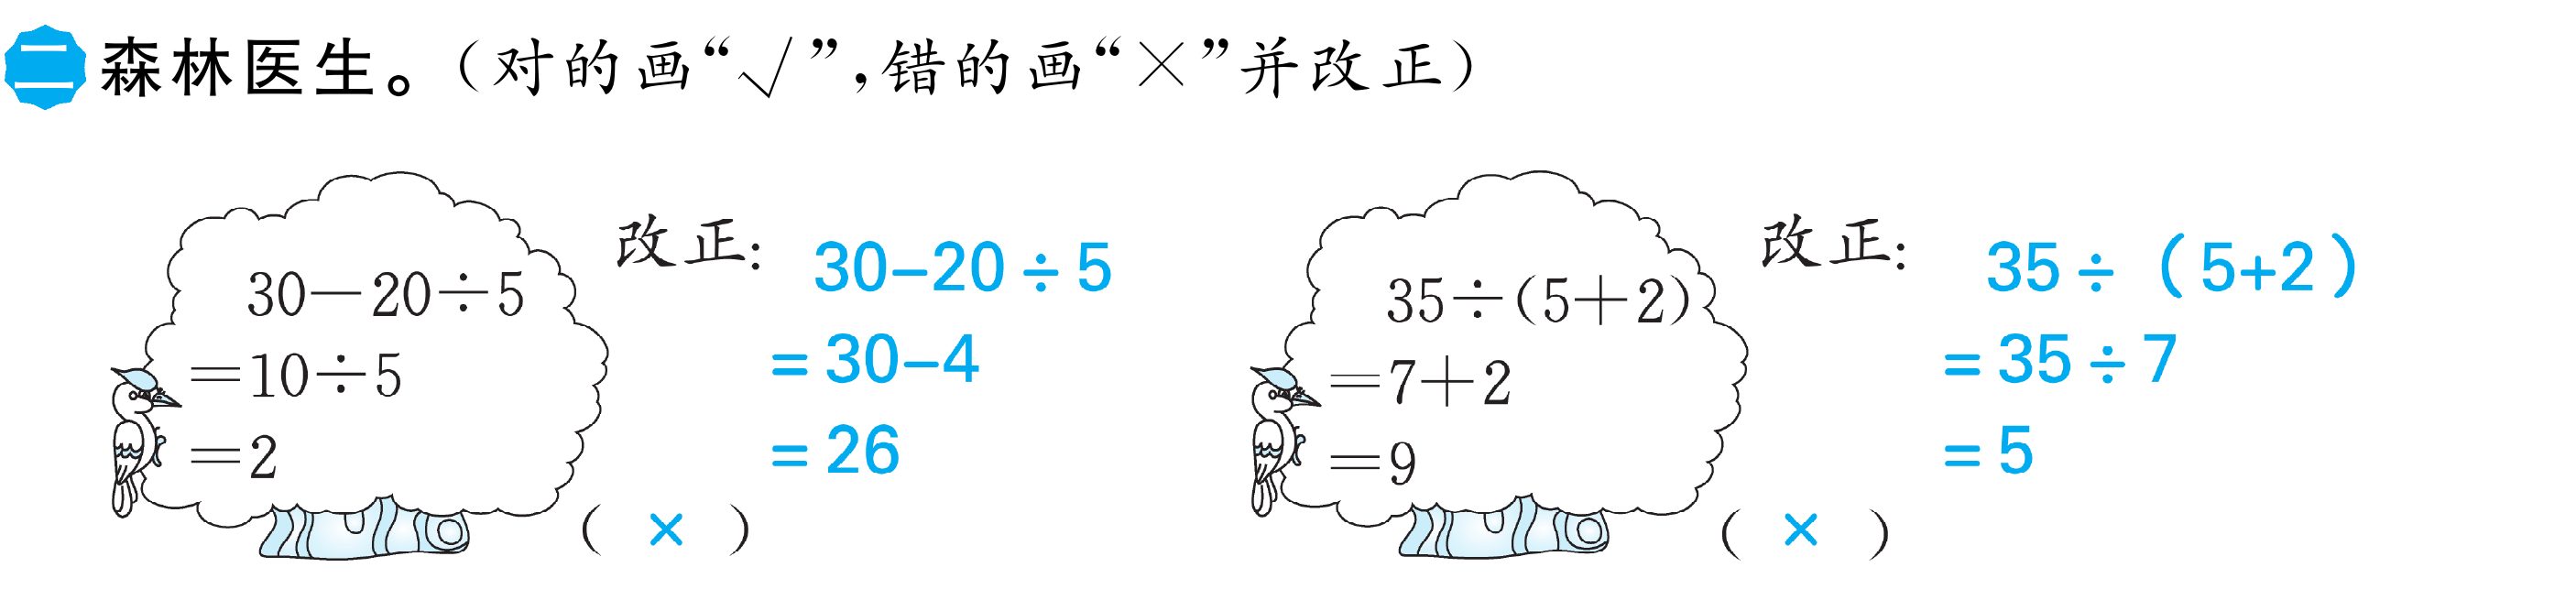 二 森林医生。(对的画“√”,错的画“×”并改正)
30-20÷5
=10÷5
=2
( × )
改正: 30-20÷5
=30-4
=26
35÷(5+2)
=7+2
=9
( × )
改正: 35÷(5+2)
=35÷7
=5